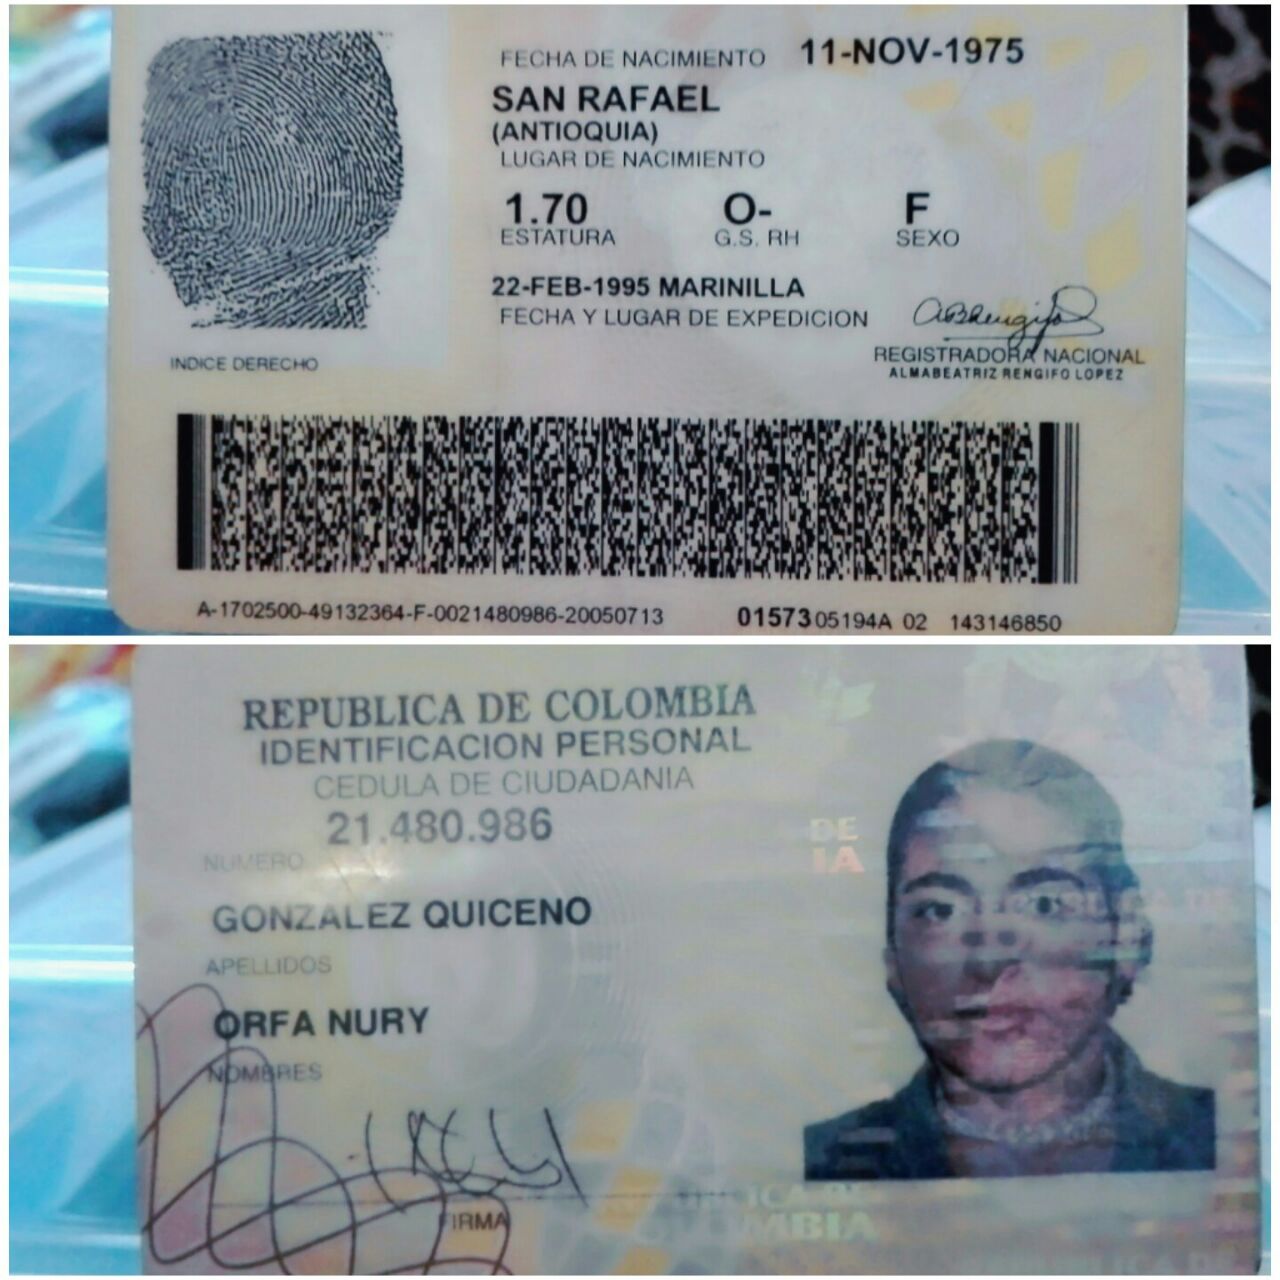 FECHA DE NACIMIENTO 11-NOV-1975
SAN RAFAEL
(ANTIOQUIA)
LUGAR DE NACIMIENTO
1.70 O- F
ESTATURA G.S. RH SEXO
22-FEB-1995 MARINILLA
FECHA Y LUGAR DE EXPEDICION
REGISTRADORA NACIONAL
ALMABEATRIZ RENGIFO LOPEZ
INDICE DERECHO
A-1702500-49132364-F-0021480986-20050713 0157305194A 02 143146850
REPUBLICA DE COLOMBIA
IDENTIFICACION PERSONAL
CEDULA DE CIUDADANIA
21.480.986
NUMERO
GONZALEZ QUICENO
APELLIDOS
ORFA NURY
NOMBRES
FIRMA